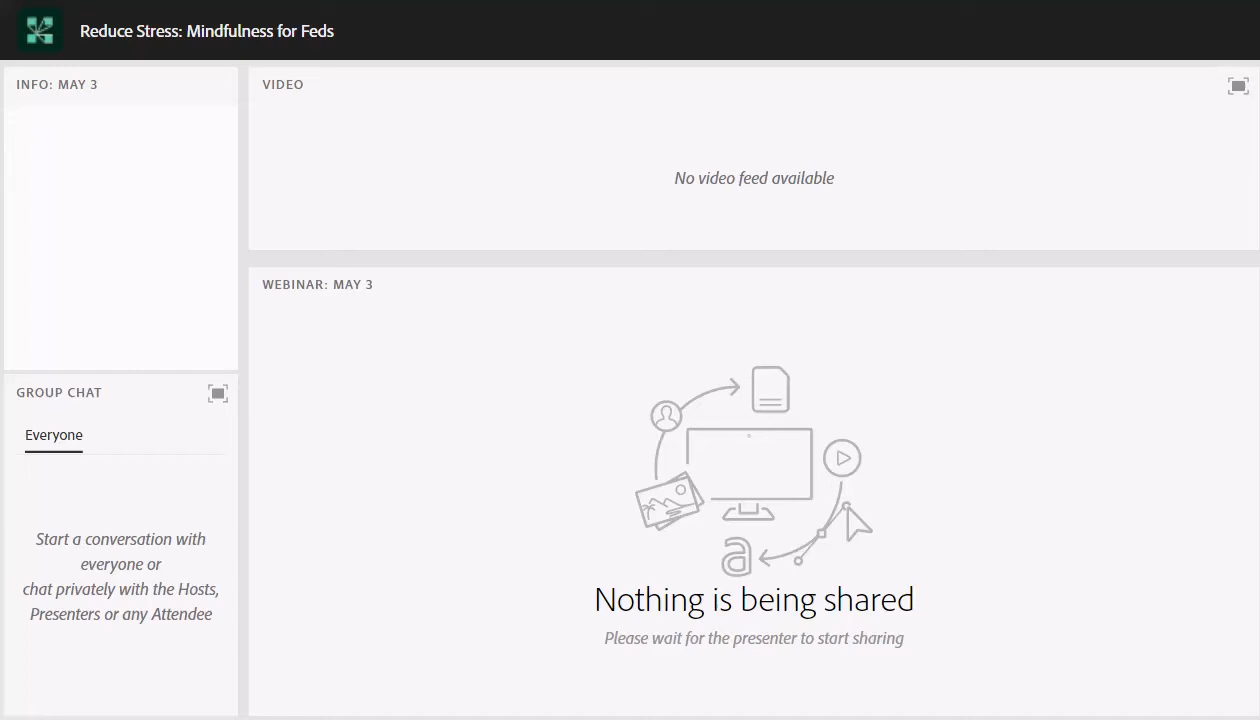 Reduce Stress: Mindfulness for Feds
INFO: MAY 3
VIDEO
No video feed available
WEBINAR: MAY 3
GROUP CHAT
Everyone
Start a conversation with
everyone or
chat privately with the Hosts,
Presenters or any Attendee
a
Nothing is being shared
Please wait for the presenter to start sharing